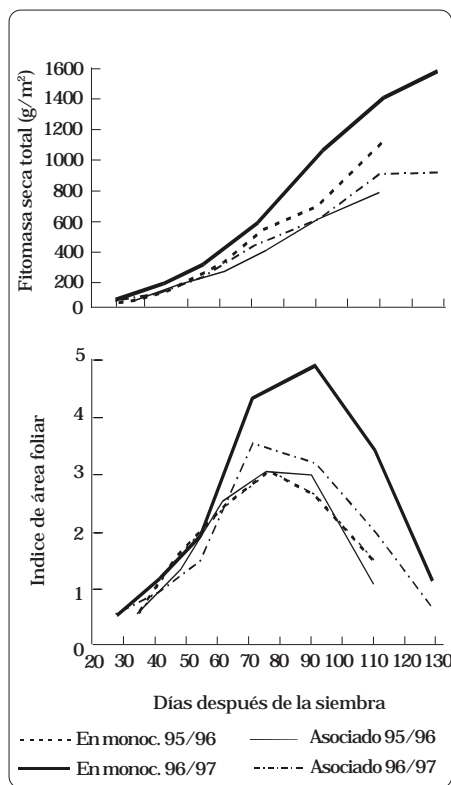 Fitomasa seca total (g/m²)
1600
1400
1200
1000
800
600
400
200
0
Indice de área foliar
5
4
3
2
1
0
20 30 40 50 60 70 80 90 100 110 120 130
Días después de la siembra
En monoc. 95/96 Asociado 95/96
En monoc. 96/97 Asociado 96/97